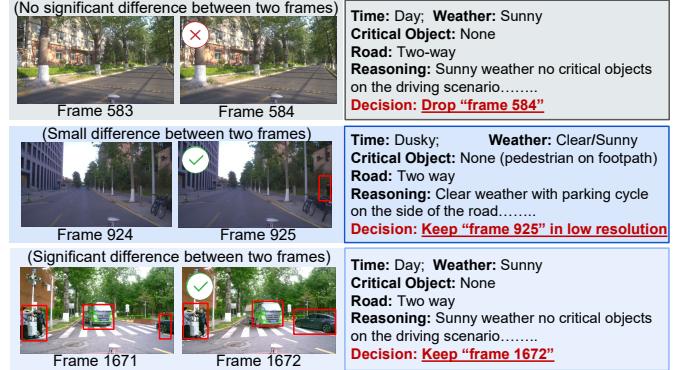 (No significant difference between two frames)
Frame 583
Frame 584
Time: Day; Weather: Sunny
Critical Object: None
Road: Two-way
Reasoning: Sunny weather no critical objects
on the driving scenario……..
Decision: Drop “frame 584”
(Small difference between two frames)
Frame 924
Frame 925
Time: Dusky; Weather: Clear/Sunny
Critical Object: None (pedestrian on footpath)
Road: Two way
Reasoning: Clear weather with parking cycle
on the side of the road……..
Decision: Keep “frame 925” in low resolution
(Significant difference between two frames)
Frame 1671
Frame 1672
Time: Day; Weather: Sunny
Critical Object: None
Road: Two way
Reasoning: Sunny weather no critical objects
on the driving scenario……..
Decision: Keep “frame 1672”